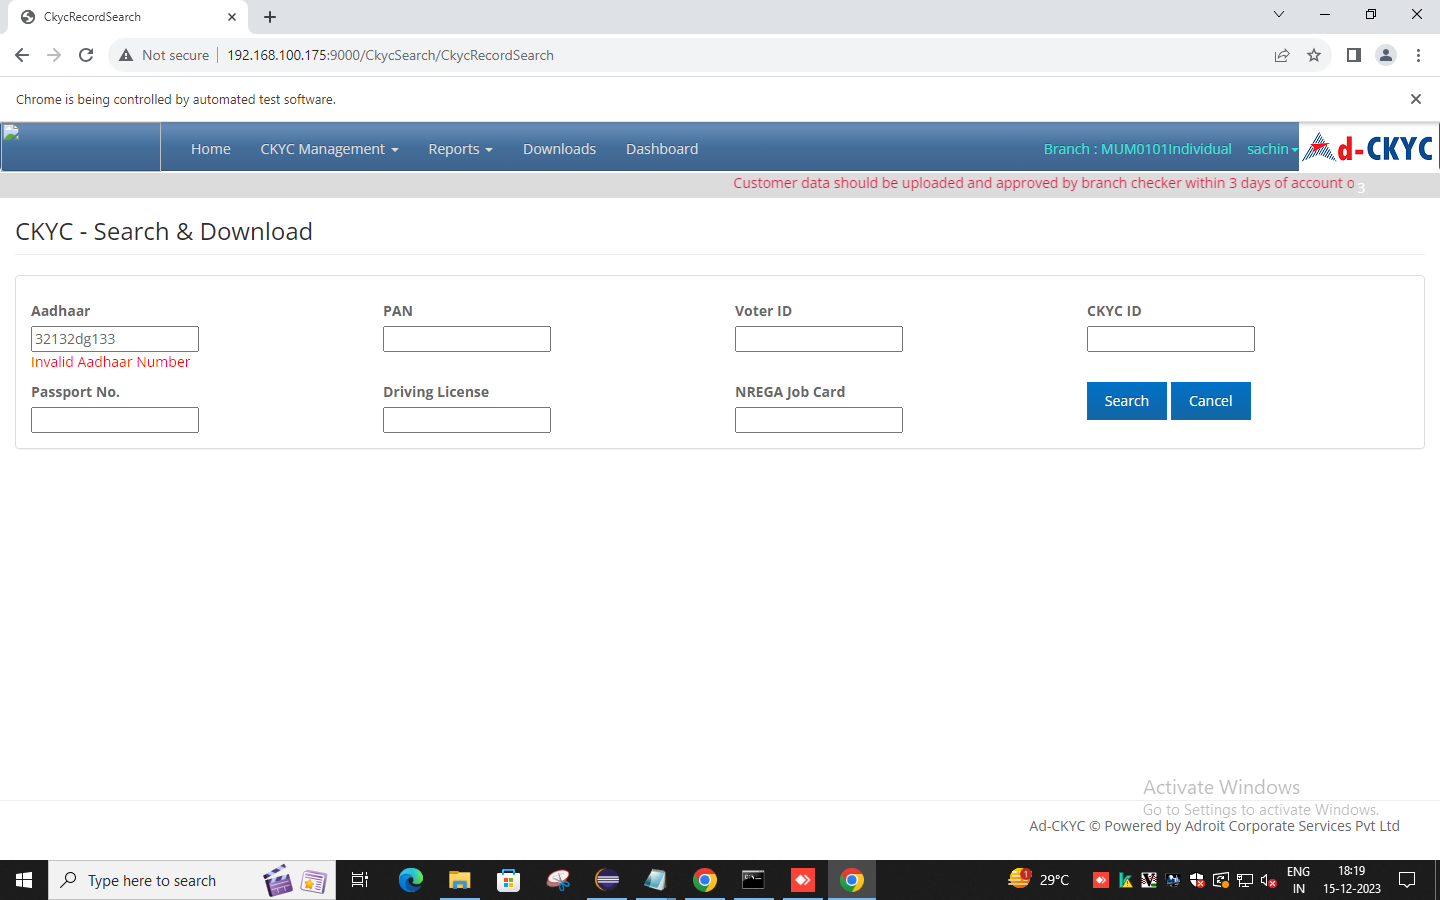 CkycRecordSearch
Not secure 192.168.100.175:9000/CkycSearch/CkycRecordSearch
Chrome is being controlled by automated test software.
Home CKYC Management Reports Downloads Dashboard Branch : MUM0101Individual sachin d-CKYC
Customer data should be uploaded and approved by branch checker within 3 days of account o 3
CKYC - Search & Download
Aadhaar PAN Voter ID CKYC ID
32132dg133
Invalid Aadhaar Number
Passport No. Driving License NREGA Job Card
Search Cancel
Activate Windows
Go to Settings to activate Windows.
Ad-CKYC © Powered by Adroit Corporate Services Pvt Ltd
Type here to search 1 29°C ENG 18:19
IN 15-12-2023